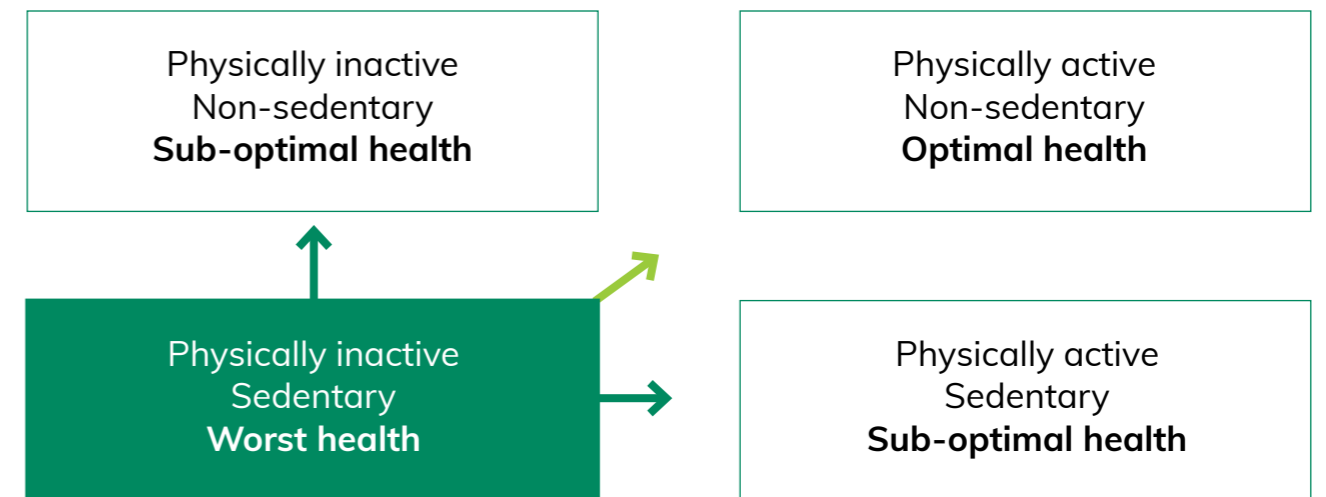 Physically inactive
Non-sedentary
Sub-optimal health
Physically active
Non-sedentary
Optimal health
Physically inactive
Sedentary
Worst health
Physically active
Sedentary
Sub-optimal health